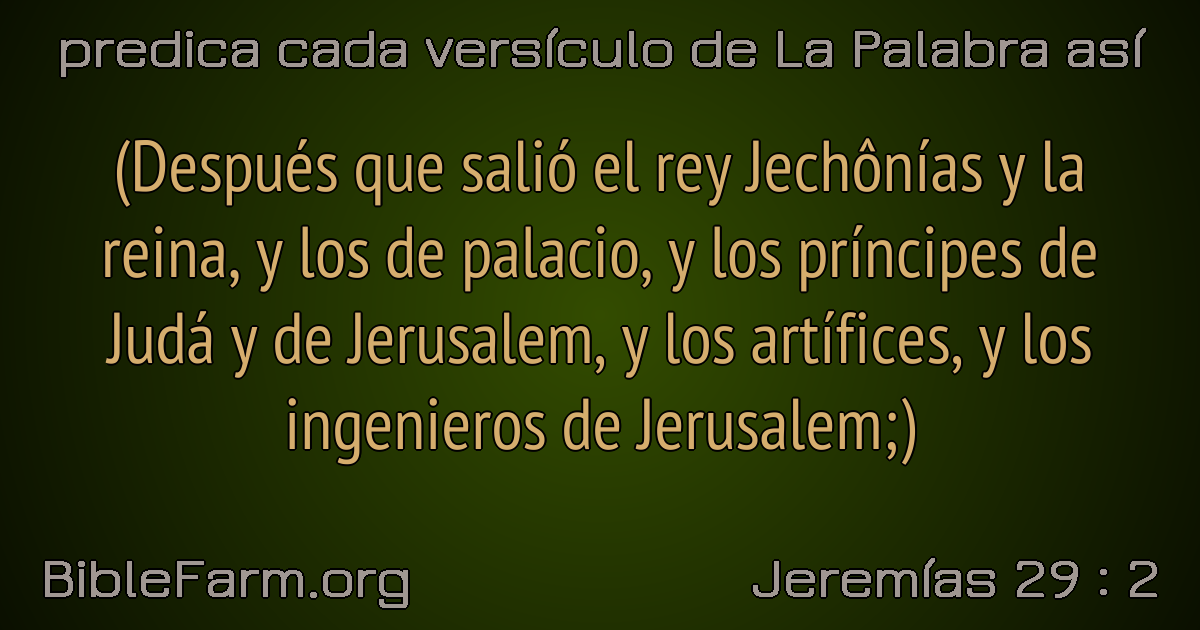 predica cada versículo de La Palabra así
(Después que salió el rey Jechônías y la
reina, y los de palacio, y los príncipes de
Judá y de Jerusalem, y los artífices, y los
ingenieros de Jerusalem;)
BibleFarm.org
Jeremías 29 : 2